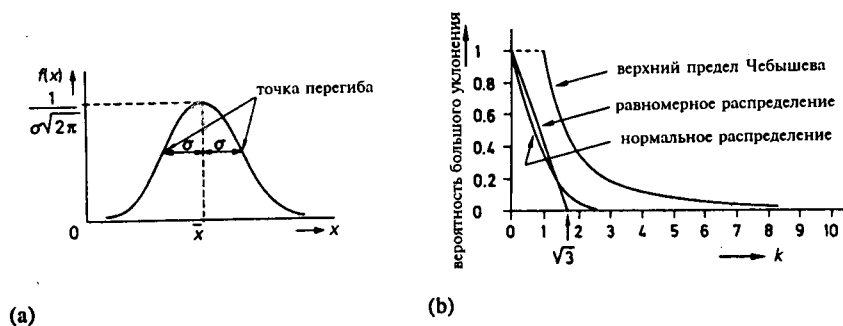 f(x)
1
σ√2π
точка перегиба
σ σ
0
x̄
x
(a)
вероятность большого уклонения
1
0.8
0.6
0.4
0.2
0
верхний предел Чебышева
равномерное распределение
нормальное распределение
0 1 2 3 4 5 6 7 8 9 10
√3
k
(b)